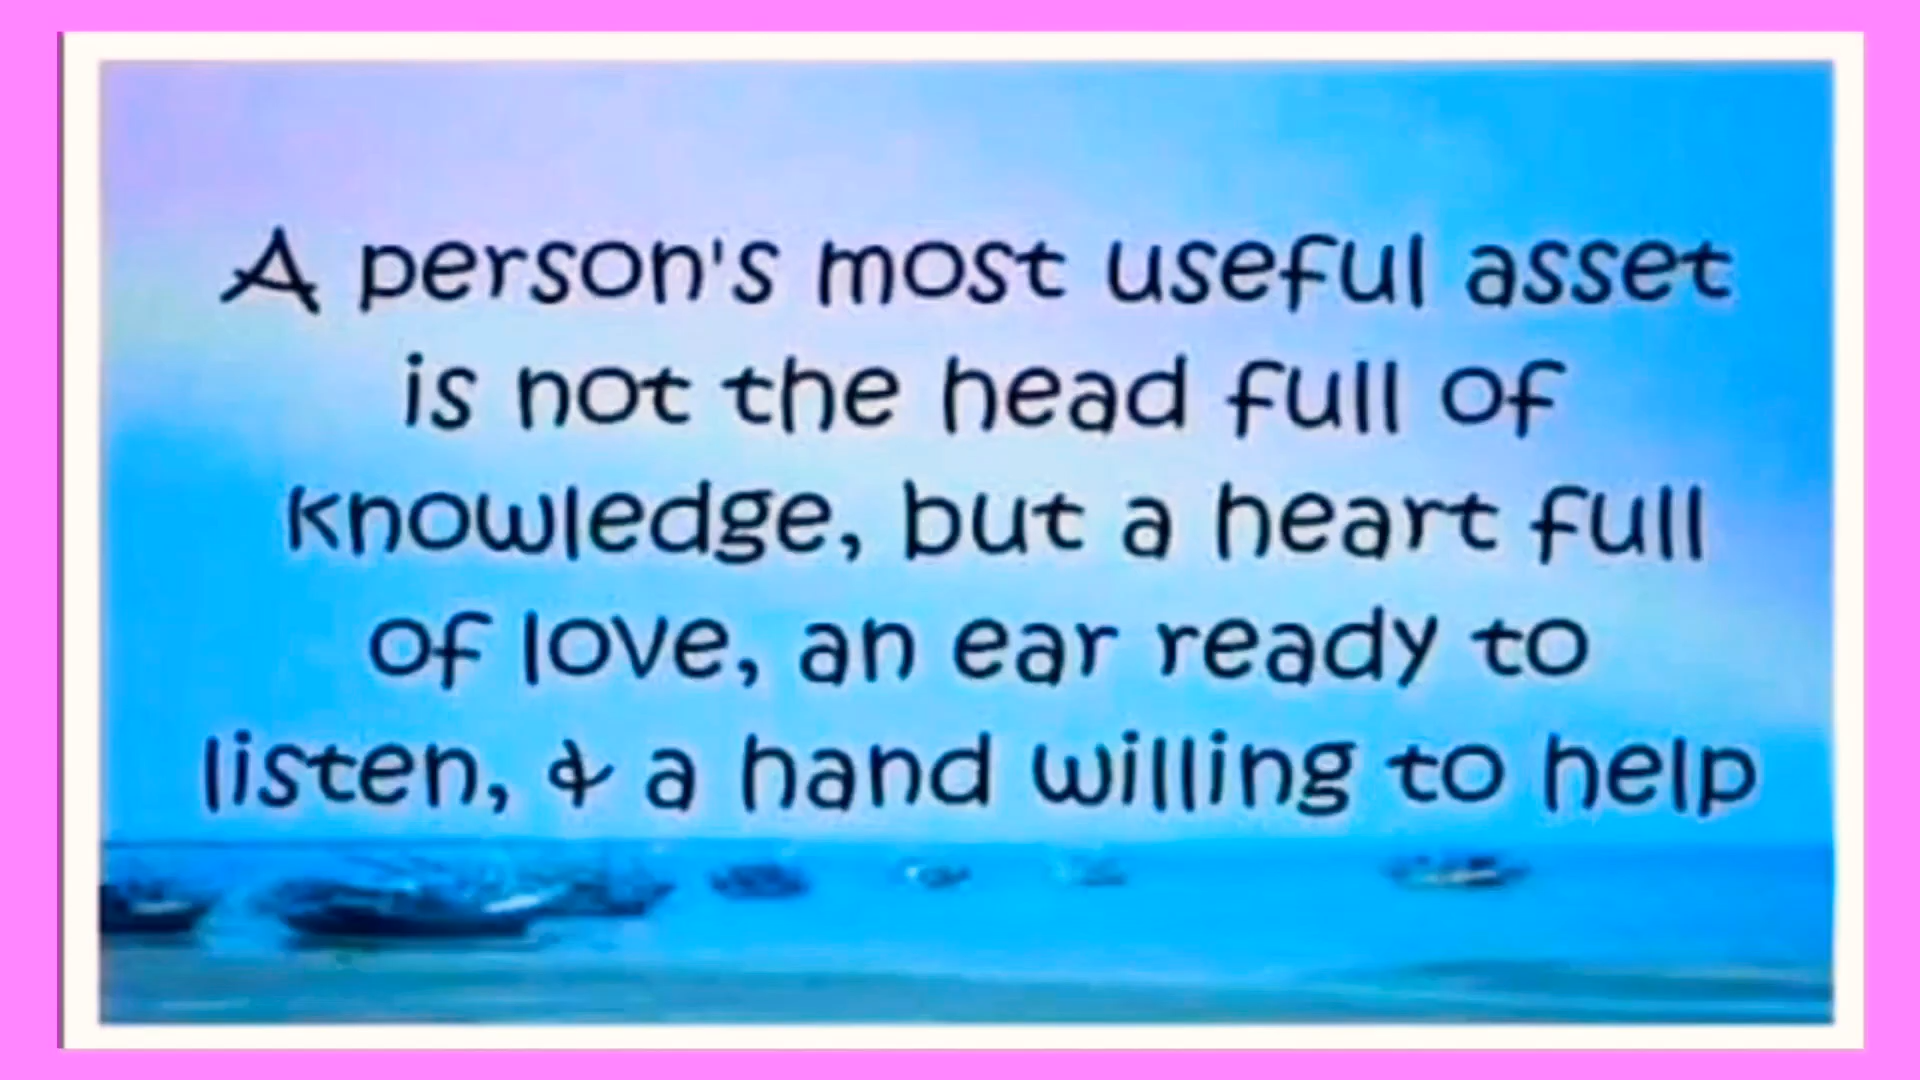 A person's most useful asset
is not the head full of
knowledge, but a heart full
of love, an ear ready to
listen, & a hand willing to help